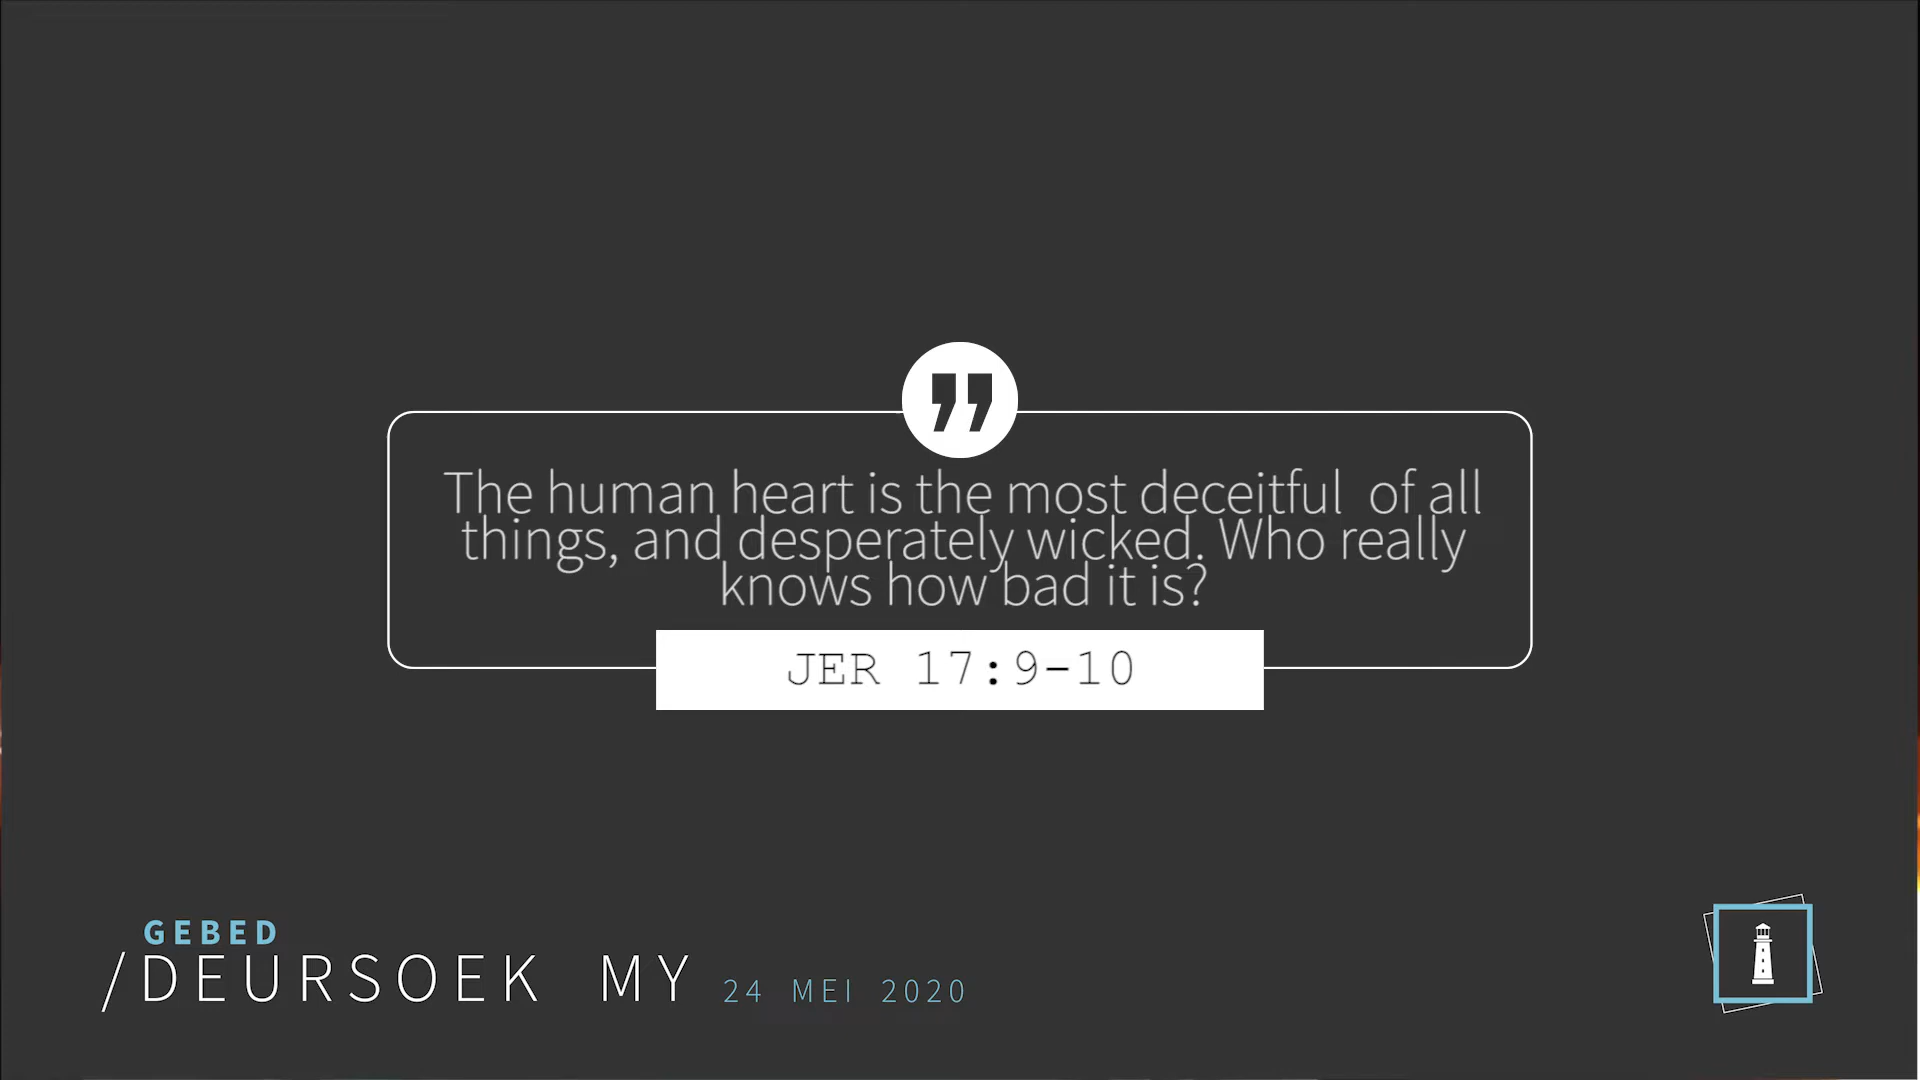 The human heart is the most deceitful  of all
things, and desperately wicked. Who really
knows how bad it is?
JER 17:9-10
GEBED
/DEURSOEK MY 24 MEI 2020